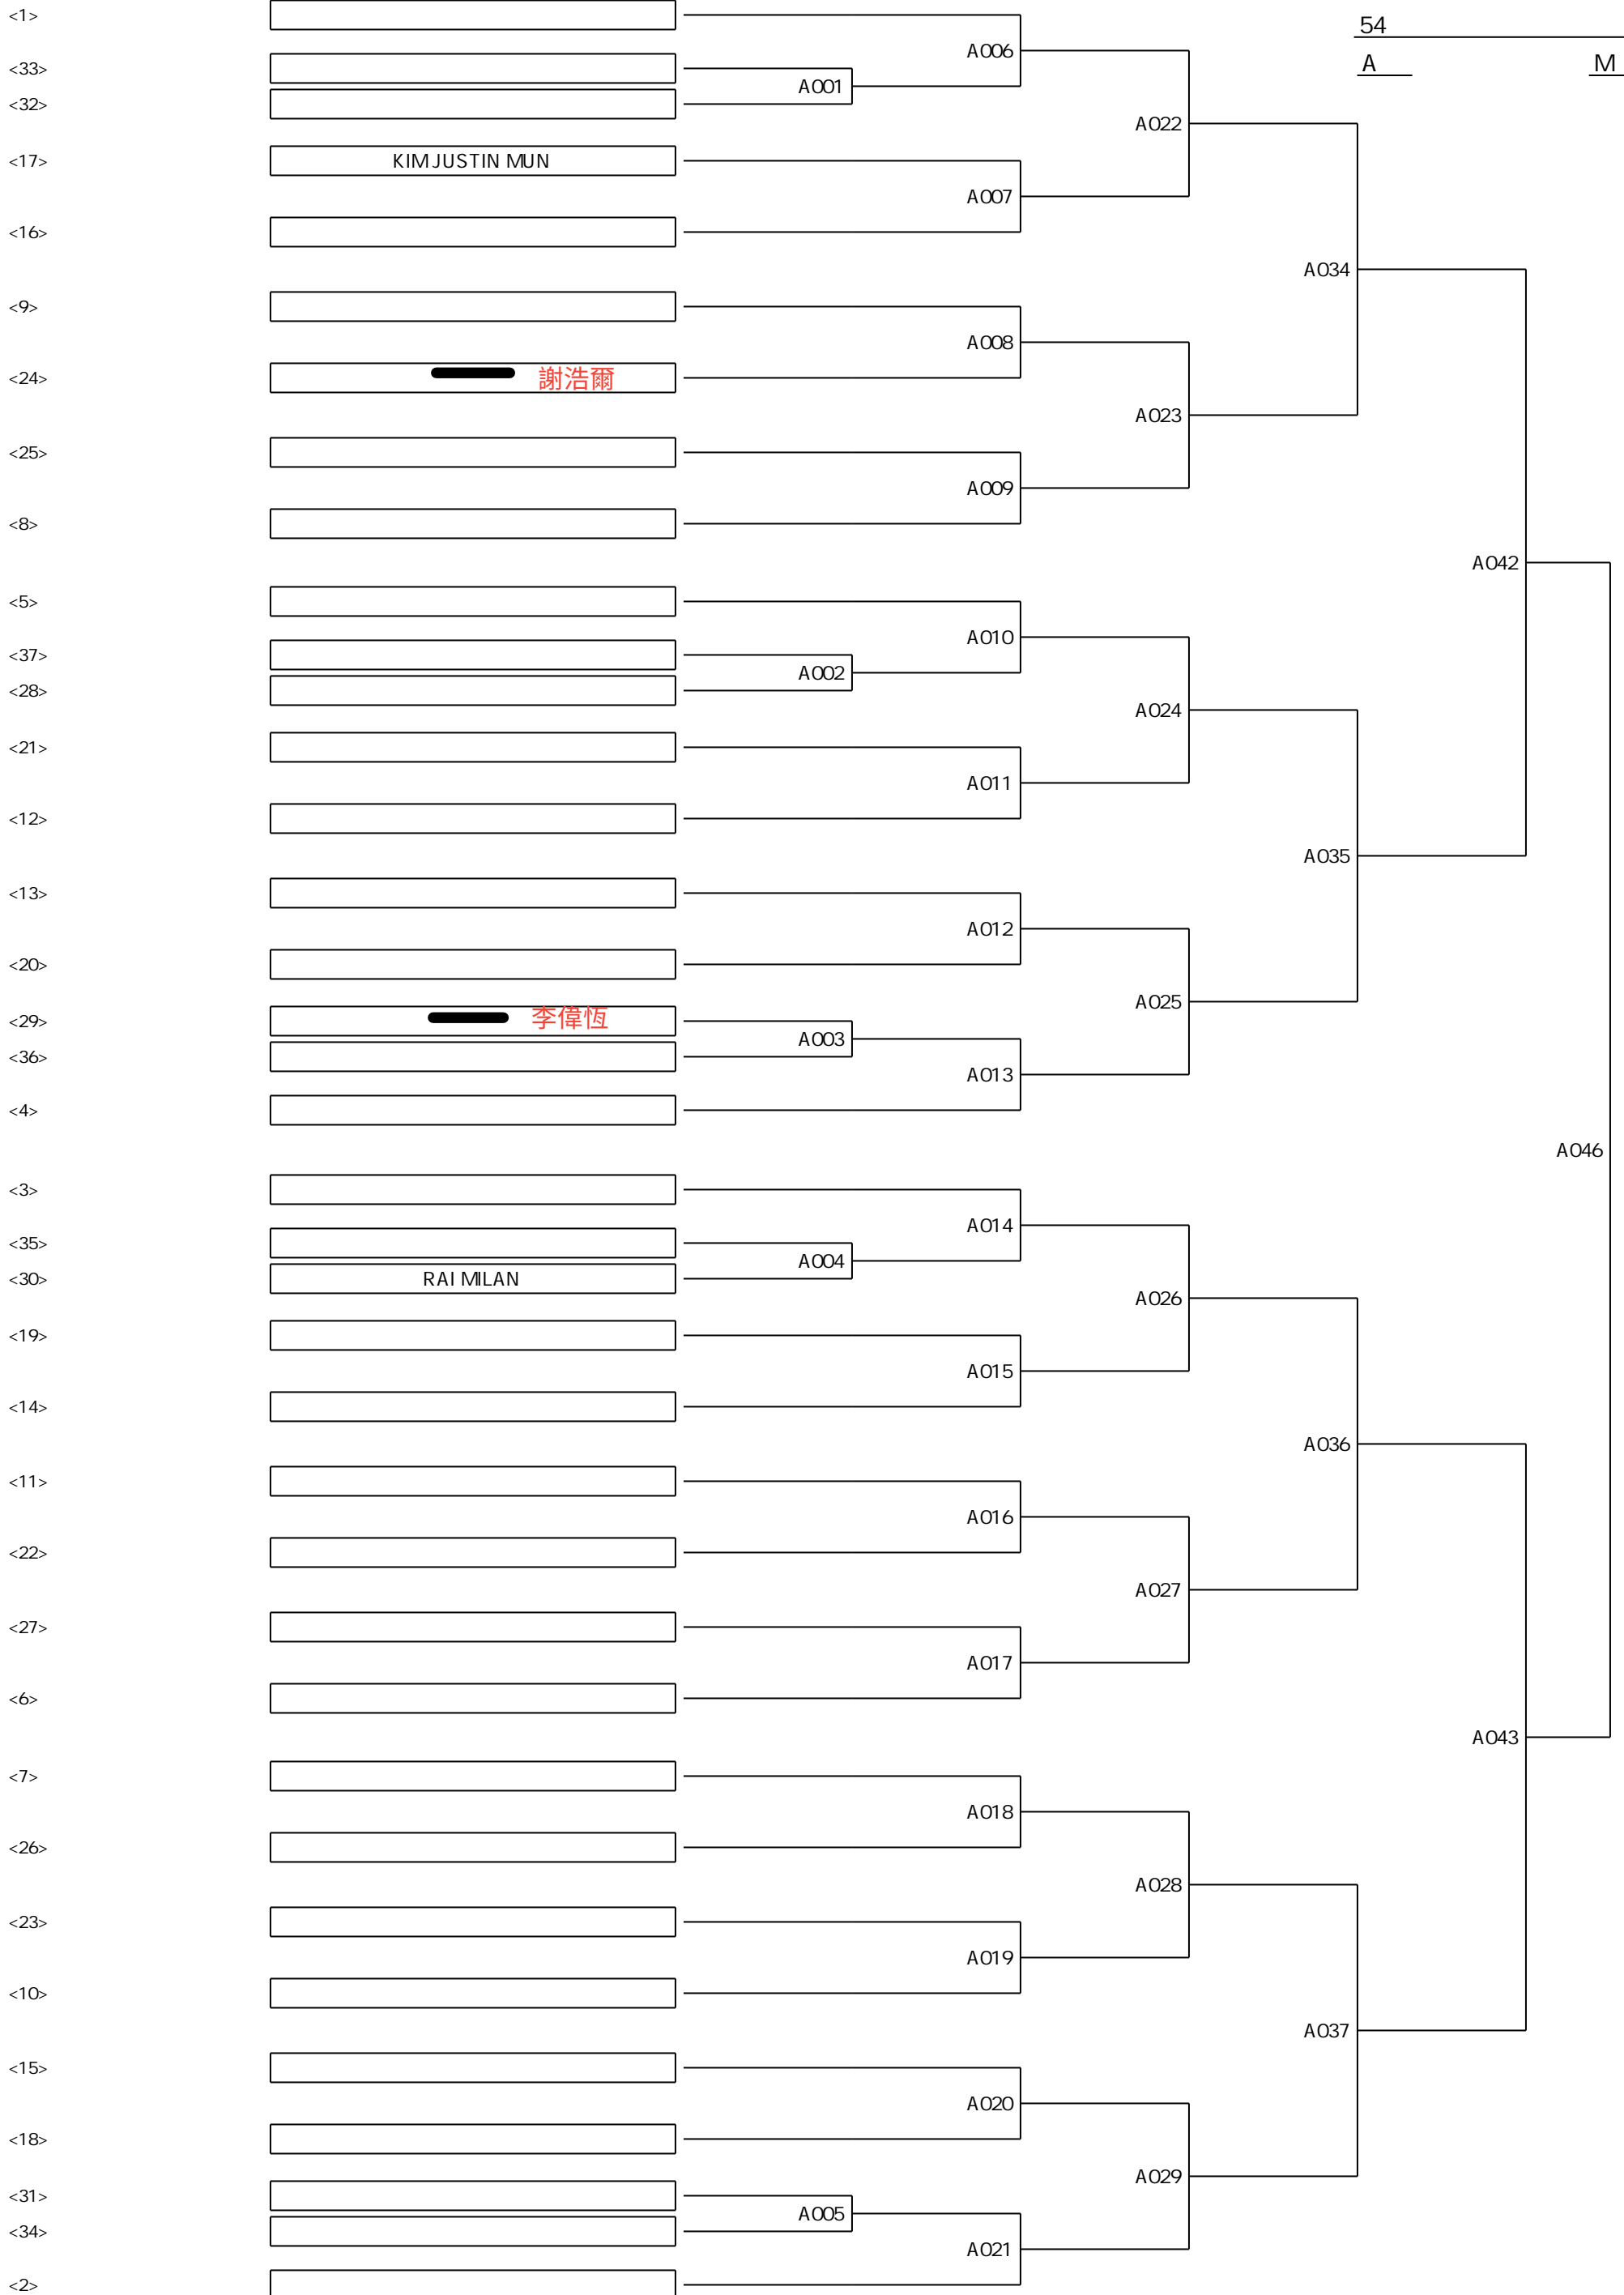 <1>
54
A006
<33>
A M
A001
<32>
A022
<17> KIM JUSTIN MUN
A007
<16>
A034
<9>
A008
<24> 謝浩爾
A023
<25>
A009
<8>
A042
<5>
A010
<37>
A002
<28>
A024
<21>
A011
<12>
A035
<13>
A012
<20>
A025
<29> 李偉恆
A003
<36>
A013
<4>
A046
<3>
A014
<35>
A004
<30> RAI MILAN
A026
<19>
A015
<14>
A036
<11>
A016
<22>
A027
<27>
A017
<6>
A043
<7>
A018
<26>
A028
<23>
A019
<10>
A037
<15>
A020
<18>
A029
<31>
A005
<34>
A021
<2>